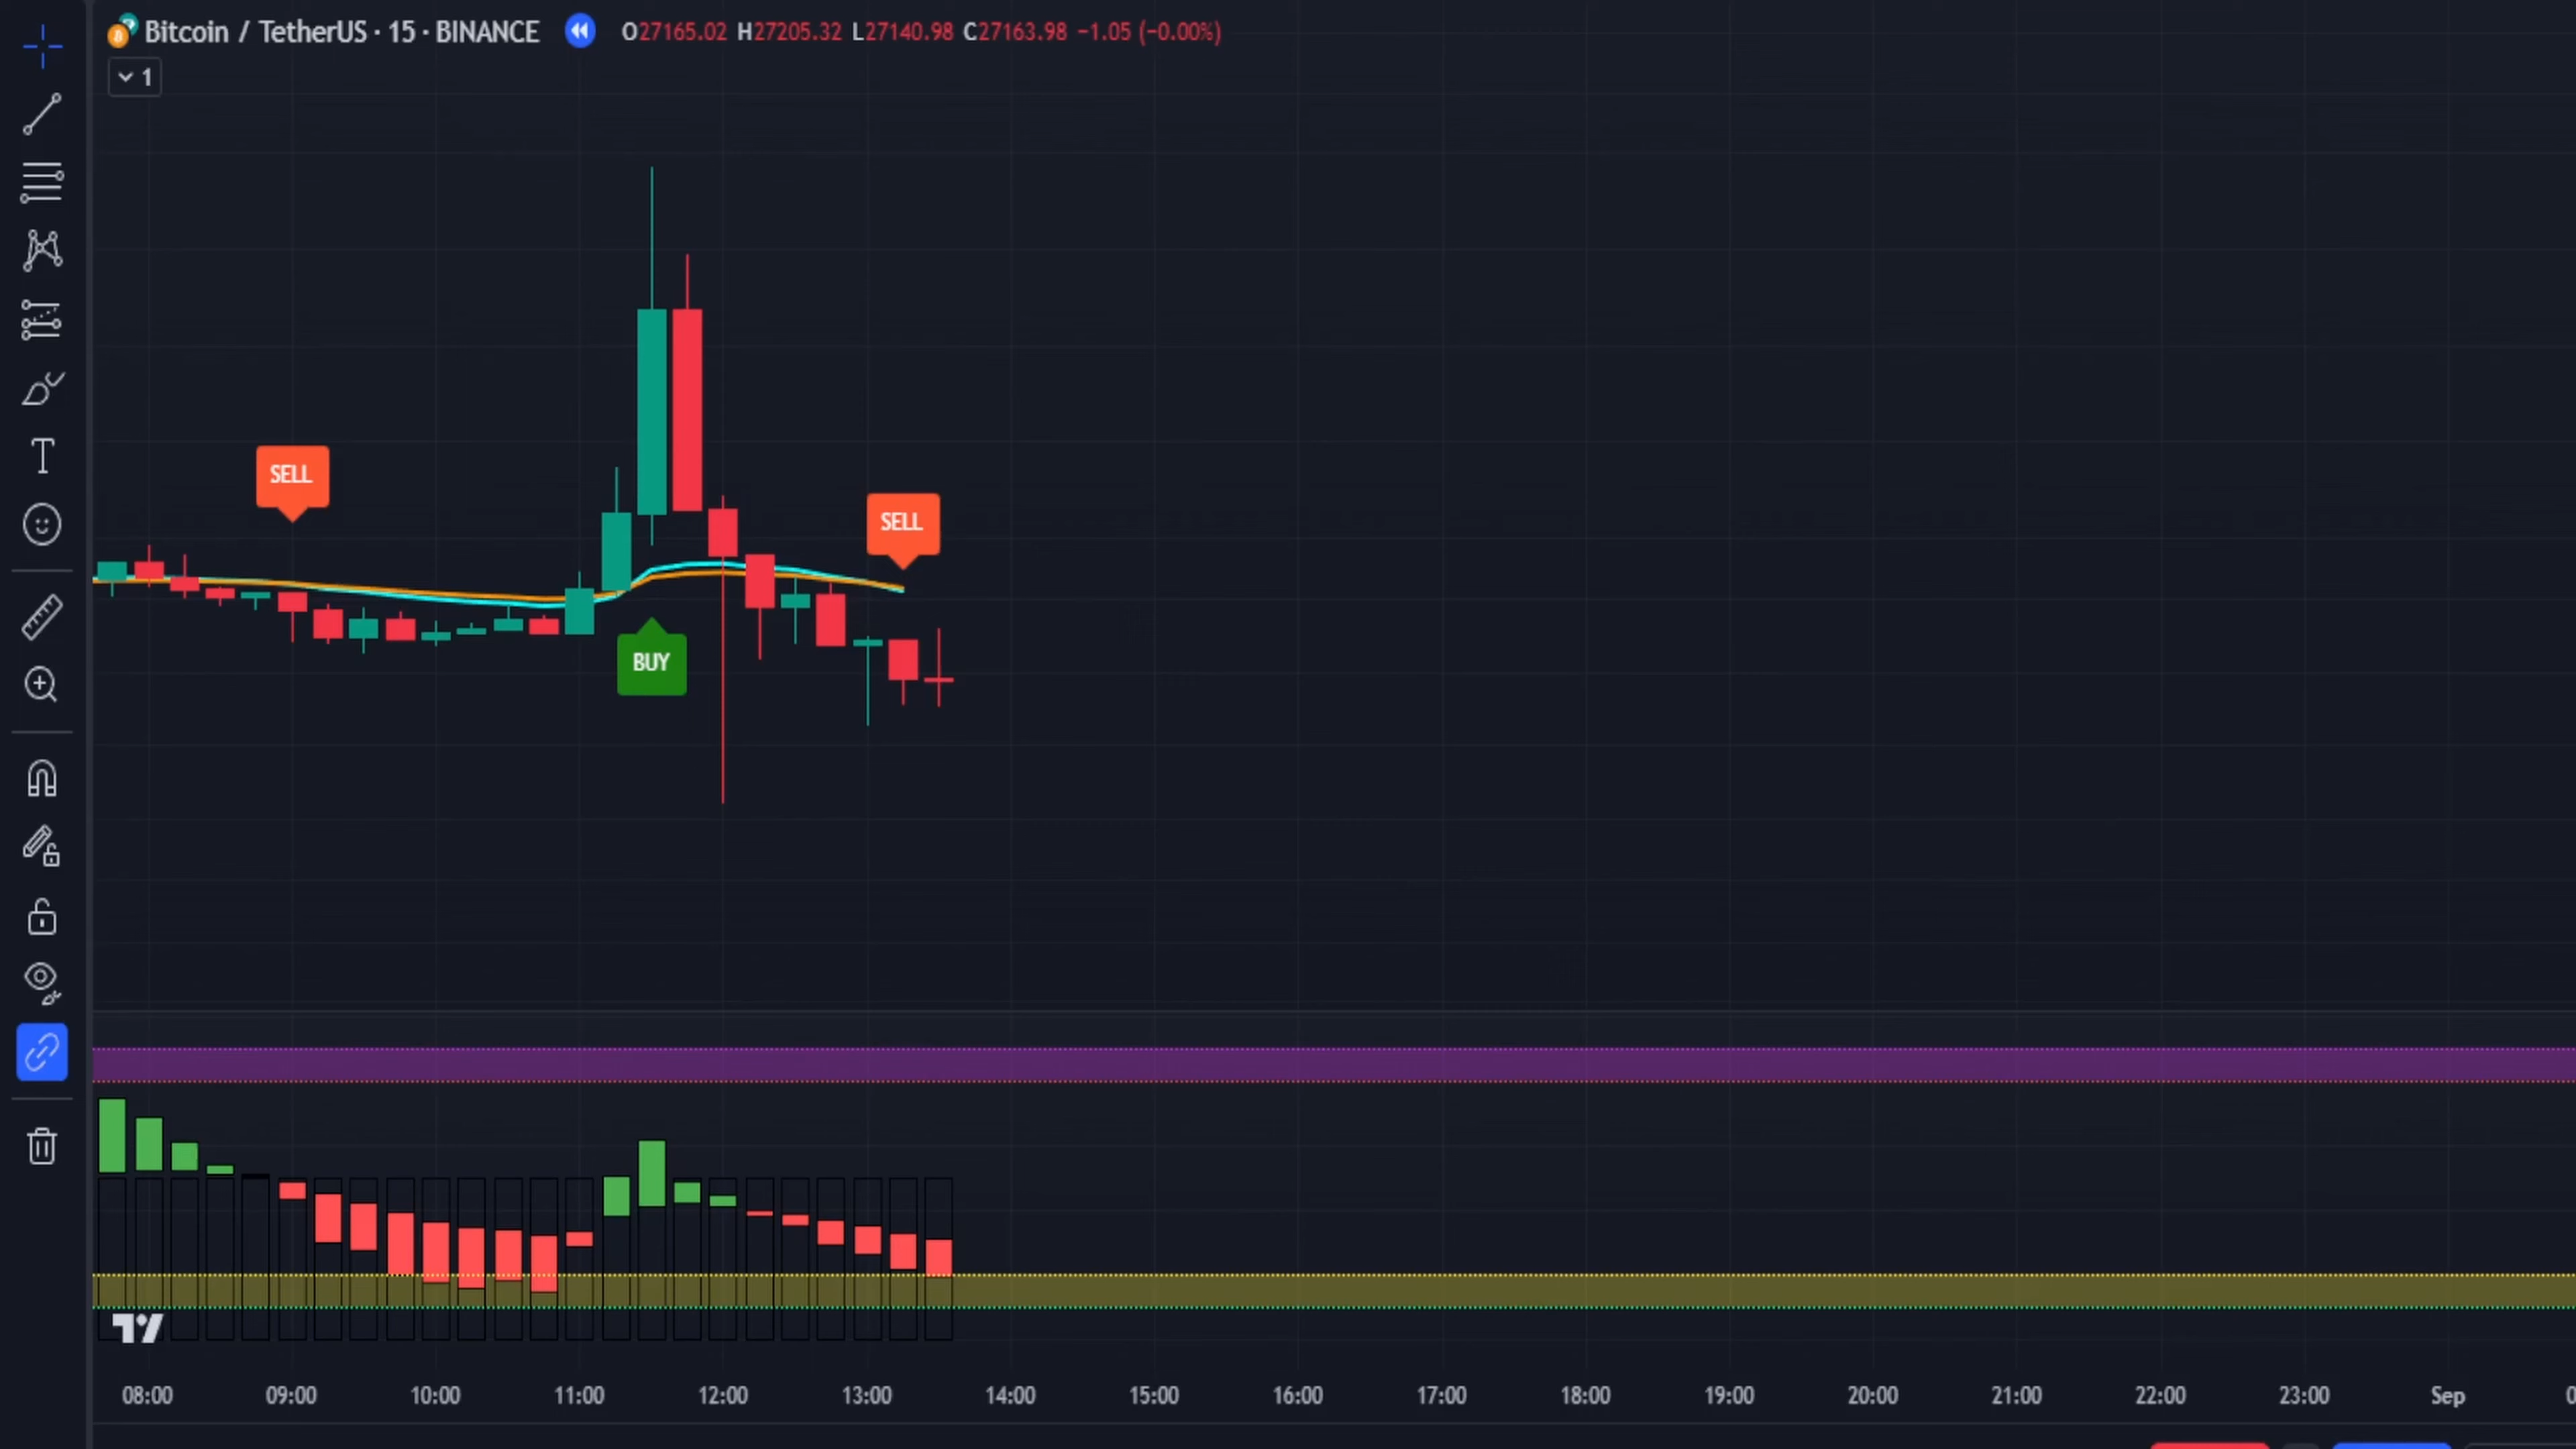 Bitcoin / TetherUS · 15 · BINANCE O27165.02 H27205.32 L27140.98 C27163.98 −1.05 (−0.00%)
1
SELL
SELL
BUY
08:00 09:00 10:00 11:00 12:00 13:00 14:00 15:00 16:00 17:00 18:00 19:00 20:00 21:00 22:00 23:00 Sep